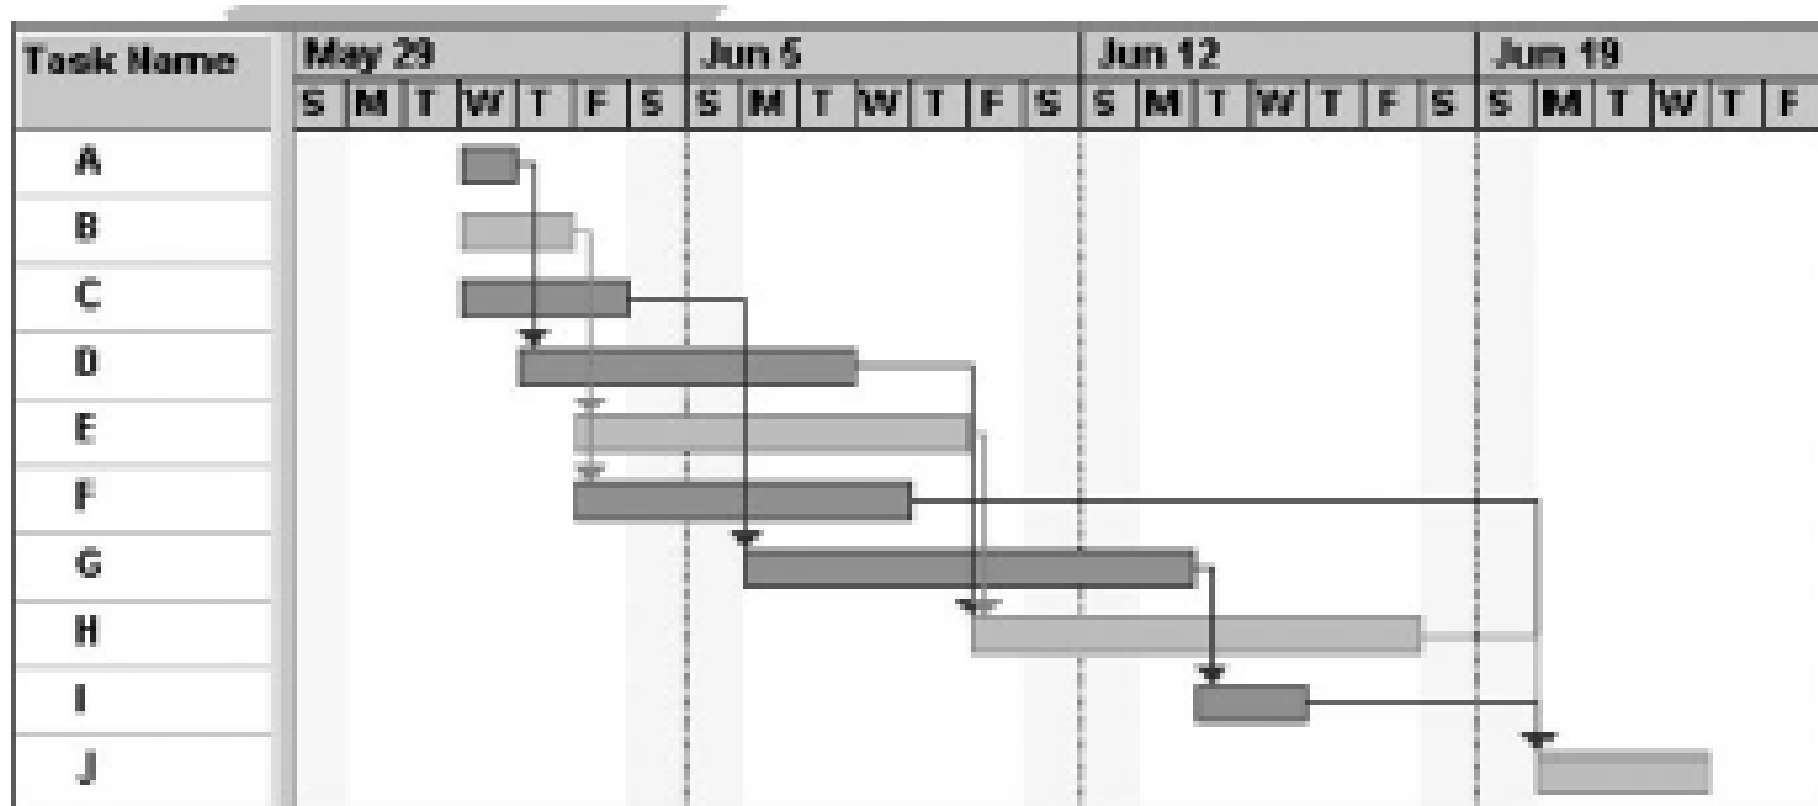 Task Name
May 29 Jun 5 Jun 12 Jun 19
S M T W T F S S M T W T F S S M T W T F S S M T W T F
A
B
C
D
E
F
G
H
I
J